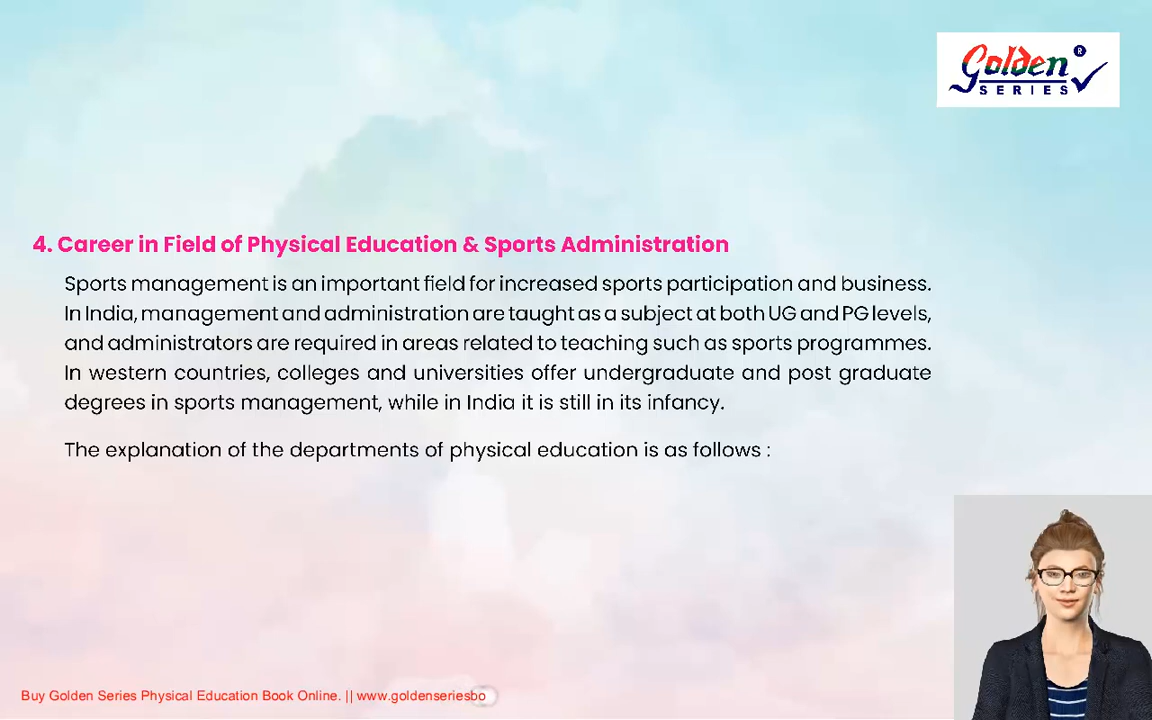 Golden ®
SERIES
4. Career in Field of Physical Education & Sports Administration
Sports management is an important field for increased sports participation and business.
In India, management and administration are taught as a subject at both UG and PG levels,
and administrators are required in areas related to teaching such as sports programmes.
In western countries, colleges and universities offer undergraduate and post graduate
degrees in sports management, while in India it is still in its infancy.
The explanation of the departments of physical education is as follows :
Buy Golden Series Physical Education Book Online. || www.goldenseriesbo